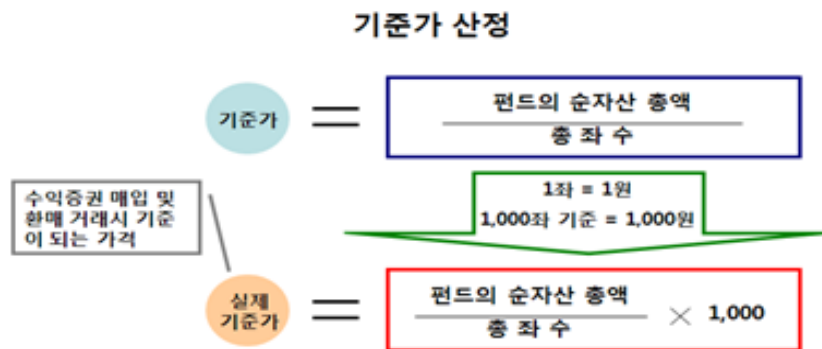 기준가 산정
기준가
=
펀드의 순자산 총액
총 좌 수
1좌 = 1원
1,000좌 기준 = 1,000원
수익증권 매입 및
환매 거래시 기준
이 되는 가격
실제
기준가
=
펀드의 순자산 총액
총 좌 수
× 1,000